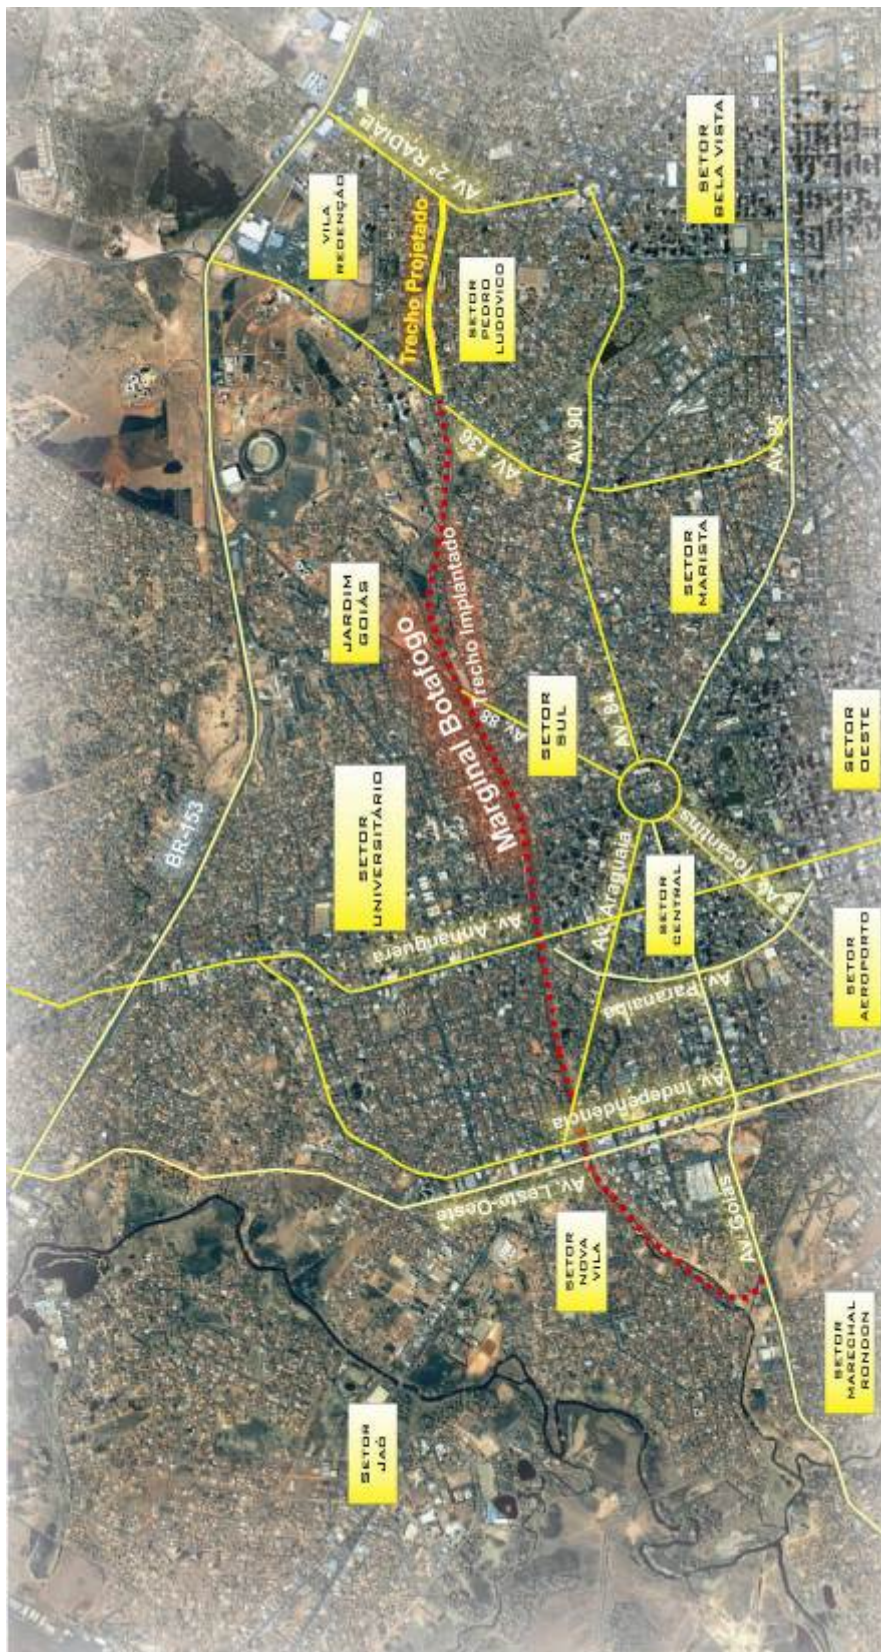 AV. 2ª RADIAL
SETOR
BELA VISTA
VILA
REDENÇÃO
Trecho Projetado
SETOR
PEDRO
LUDOVICO
AV. 136
Av. 90
Av. 85
JARDIM
GOIÁS
SETOR
MARISTA
Trecho Implantado
Marginal Botafogo
Av. 88
SETOR
SUL
Av. 84
SETOR
OESTE
BR-153
SETOR
UNIVERSITÁRIO
Av. Araguaia
Av. Tocantins
SETOR
CENTRAL
Av. Anhanguera
Av. Paranaíba
SETOR
AEROPORTO
Av. Independência
Av. Leste-Oeste
Av Goiás
SETOR
NOVA
VILA
SETOR
MARECHAL
RONDON
SETOR
JAÓ